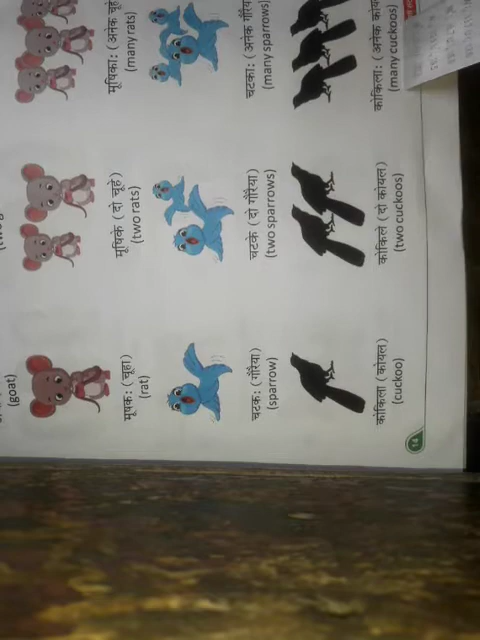 (goat)
मूषक: (चूहा)
(rat)
मूषिके (दो चूहे)
(two rats)
मूषिका: (अनेक चूहे
(many rats)
चटक: (गौरैया)
(sparrow)
चटके (दो गौरैया)
(two sparrows)
चटका: (अनेक गौरै
(many sparrows)
कोकिला (कोयल)
(cuckoo)
कोकिले (दो कोयल)
(two cuckoos)
कोकिला: (अनेक को
(many cuckoos)
14